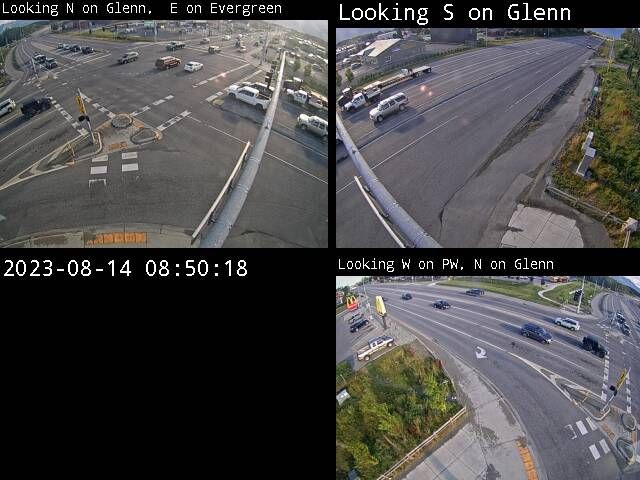 Looking N on Glenn,  E on Evergreen
Looking S on Glenn
2023-08-14 08:50:18
Looking W on PW, N on Glenn